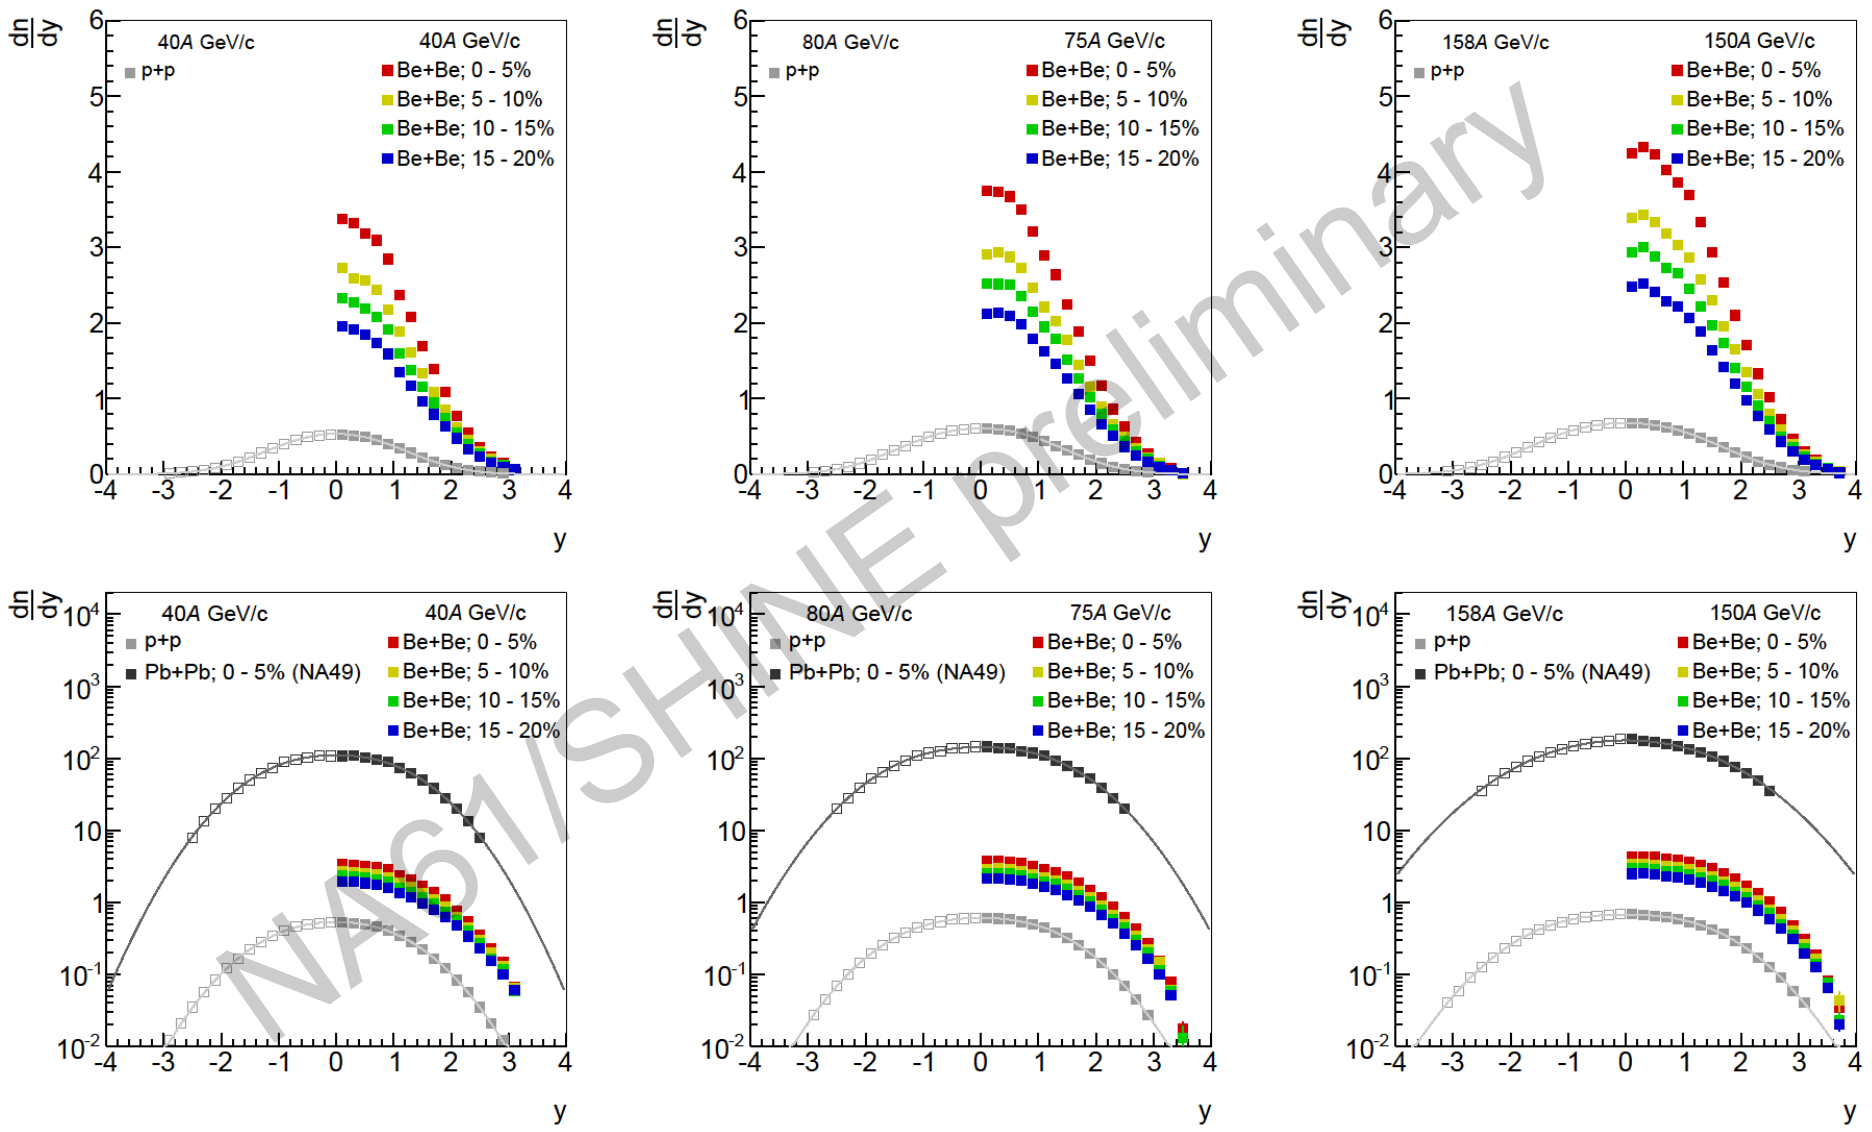 dn
dy
6
5
4
3
2
1
0
40A GeV/c
p+p
40A GeV/c
Be+Be; 0 - 5%
Be+Be; 5 - 10%
Be+Be; 10 - 15%
Be+Be; 15 - 20%
-4 -3 -2 -1 0 1 2 3 4
y
dn
dy
6
5
4
3
2
1
0
80A GeV/c
p+p
75A GeV/c
Be+Be; 0 - 5%
Be+Be; 5 - 10%
Be+Be; 10 - 15%
Be+Be; 15 - 20%
-4 -3 -2 -1 0 1 2 3 4
y
dn
dy
6
5
4
3
2
1
0
158A GeV/c
p+p
150A GeV/c
Be+Be; 0 - 5%
Be+Be; 5 - 10%
Be+Be; 10 - 15%
Be+Be; 15 - 20%
-4 -3 -2 -1 0 1 2 3 4
y
NA61/SHINE preliminary
dn
dy
10^4
10^3
10^2
10
1
10^-1
10^-2
40A GeV/c
p+p
Pb+Pb; 0 - 5% (NA49)
40A GeV/c
Be+Be; 0 - 5%
Be+Be; 5 - 10%
Be+Be; 10 - 15%
Be+Be; 15 - 20%
-4 -3 -2 -1 0 1 2 3 4
y
dn
dy
10^4
10^3
10^2
10
1
10^-1
10^-2
80A GeV/c
p+p
Pb+Pb; 0 - 5% (NA49)
75A GeV/c
Be+Be; 0 - 5%
Be+Be; 5 - 10%
Be+Be; 10 - 15%
Be+Be; 15 - 20%
-4 -3 -2 -1 0 1 2 3 4
y
dn
dy
10^4
10^3
10^2
10
1
10^-1
10^-2
158A GeV/c
p+p
Pb+Pb; 0 - 5% (NA49)
150A GeV/c
Be+Be; 0 - 5%
Be+Be; 5 - 10%
Be+Be; 10 - 15%
Be+Be; 15 - 20%
-4 -3 -2 -1 0 1 2 3 4
y